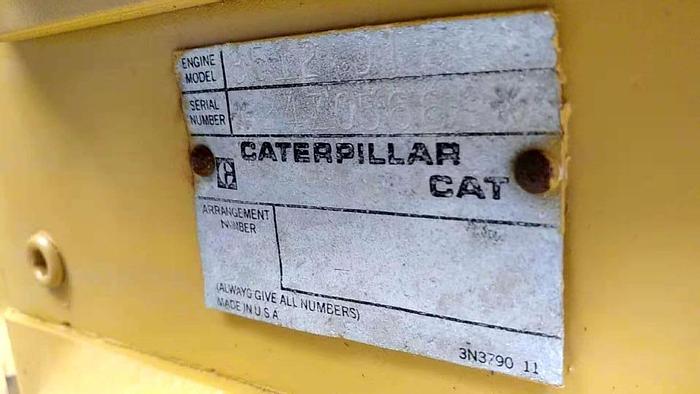 ENGINE
MODEL
SERIAL
NUMBER
CATERPILLAR
CAT
ARRANGEMENT
NUMBER
(ALWAYS GIVE ALL NUMBERS)
MADE IN U.S.A.
3N3790 11